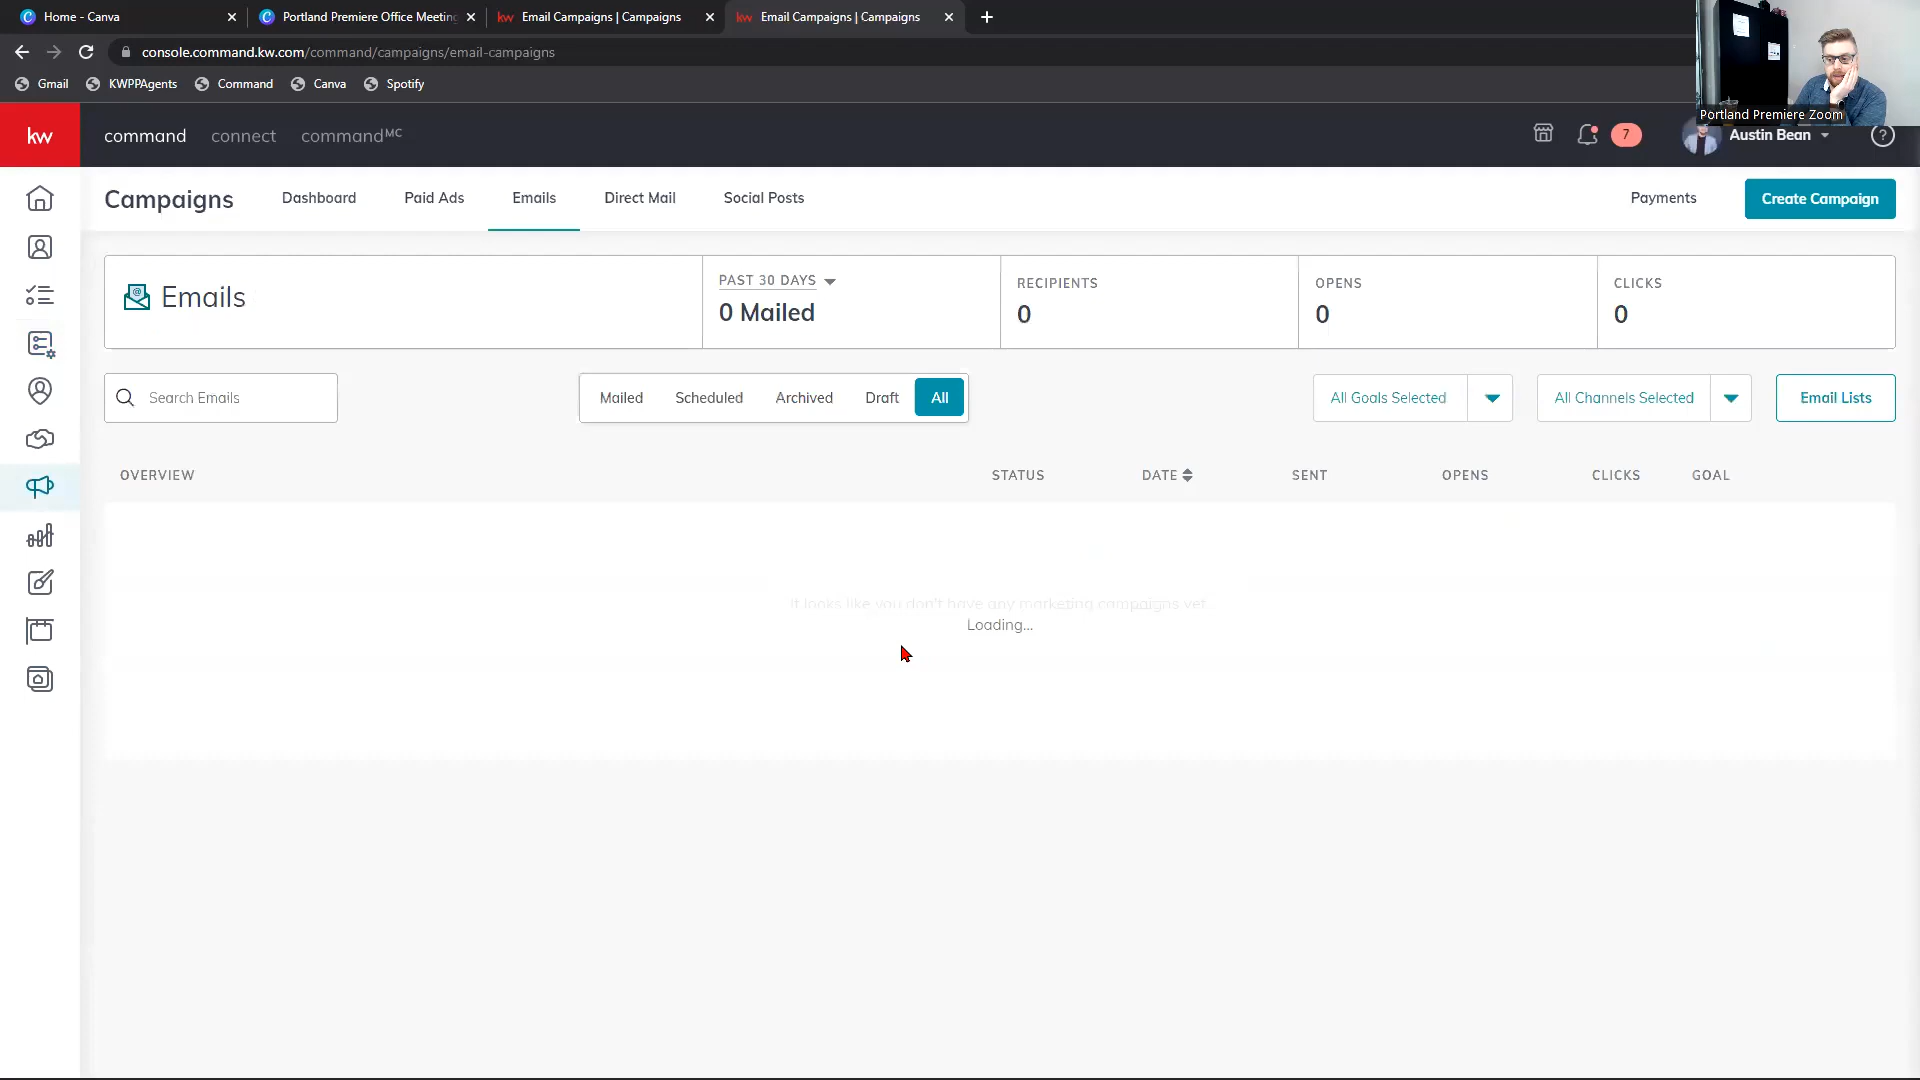 Home - Canva
Portland Premiere Office Meeting
Email Campaigns | Campaigns
Email Campaigns | Campaigns
console.command.kw.com/command/campaigns/email-campaigns
Gmail
KWPPAgents
Command
Canva
Spotify
Portland Premiere Zoom
kw
command
connect
commandMC
7
Austin Bean
?
Campaigns
Dashboard
Paid Ads
Emails
Direct Mail
Social Posts
Payments
Create Campaign
Emails
PAST 30 DAYS
0 Mailed
RECIPIENTS
0
OPENS
0
CLICKS
0
Search Emails
Mailed
Scheduled
Archived
Draft
All
All Goals Selected
All Channels Selected
Email Lists
OVERVIEW
STATUS
DATE
SENT
OPENS
CLICKS
GOAL
It looks like you don't have any marketing campaigns yet.
Loading...